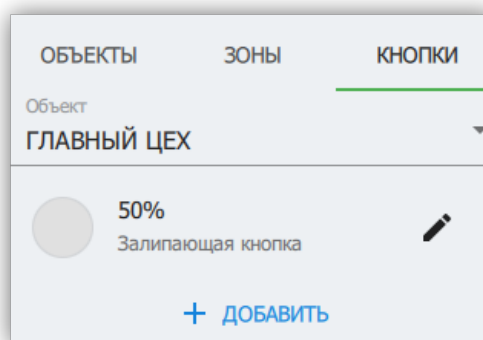 ОБЪЕКТЫ ЗОНЫ КНОПКИ
Объект
ГЛАВНЫЙ ЦЕХ
50%
Залипающая кнопка
+ ДОБАВИТЬ